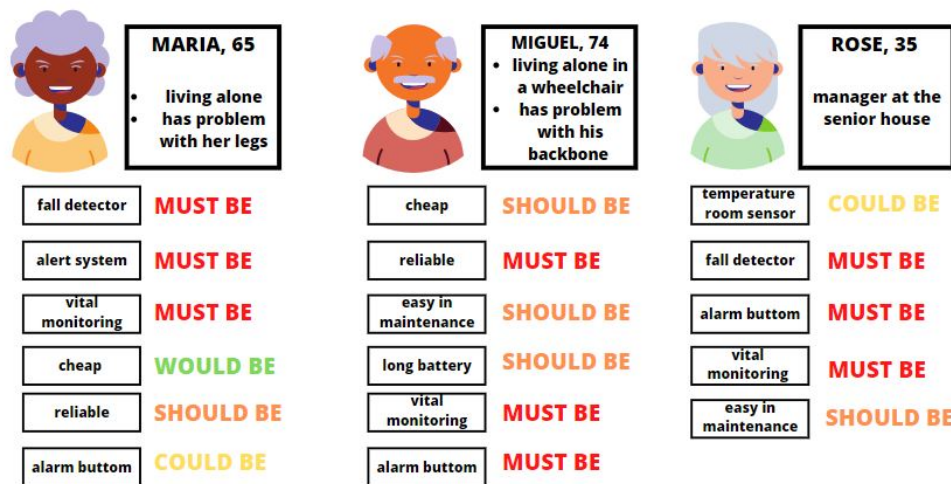 MARIA, 65
• living alone
• has problem
with her legs
fall detector MUST BE
alert system MUST BE
vital
monitoring MUST BE
cheap WOULD BE
reliable SHOULD BE
alarm buttom COULD BE
MIGUEL, 74
• living alone in
a wheelchair
• has problem
with his
backbone
cheap SHOULD BE
reliable MUST BE
easy in
maintenance SHOULD BE
long battery SHOULD BE
vital
monitoring MUST BE
alarm buttom MUST BE
ROSE, 35
manager at the
senior house
temperature
room sensor COULD BE
fall detector MUST BE
alarm buttom MUST BE
vital
monitoring MUST BE
easy in
maintenance SHOULD BE